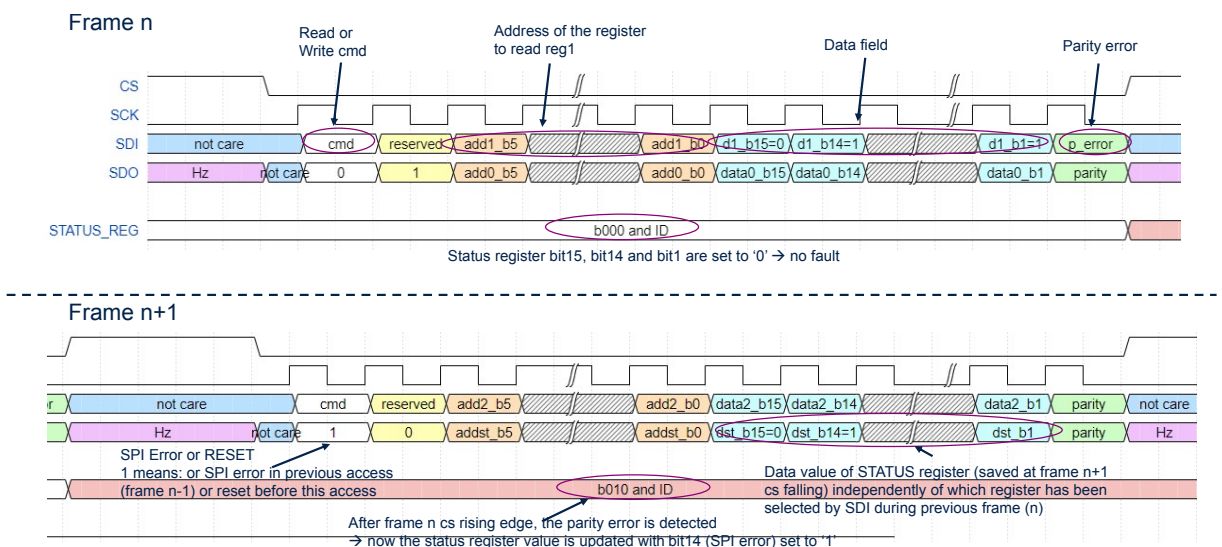 Frame n
Read or
Write cmd
Address of the register
to read reg1
Data field
Parity error
CS
SCK
SDI not care cmd reserved add1_b5 add1_b0 d1_b15=0 d1_b14=1 d1_b1=1 p_error
SDO Hz not care 0 1 add0_b5 add0_b0 data0_b15 data0_b14 data0_b1 parity
STATUS_REG b000 and ID
Status register bit15, bit14 and bit1 are set to ‘0’ → no fault
Frame n+1
or not care cmd reserved add2_b5 add2_b0 data2_b15 data2_b14 data2_b1 parity not care
Hz not care 1 0 addst_b5 addst_b0 dst_b15=0 dst_b14=1 dst_b1 parity Hz
SPI Error or RESET
1 means: or SPI error in previous access
(frame n-1) or reset before this access
Data value of STATUS register (saved at frame n+1
cs falling) independently of which register has been
selected by SDI during previous frame (n)
b010 and ID
After frame n cs rising edge, the parity error is detected
→ now the status register value is updated with bit14 (SPI error) set to ‘1’